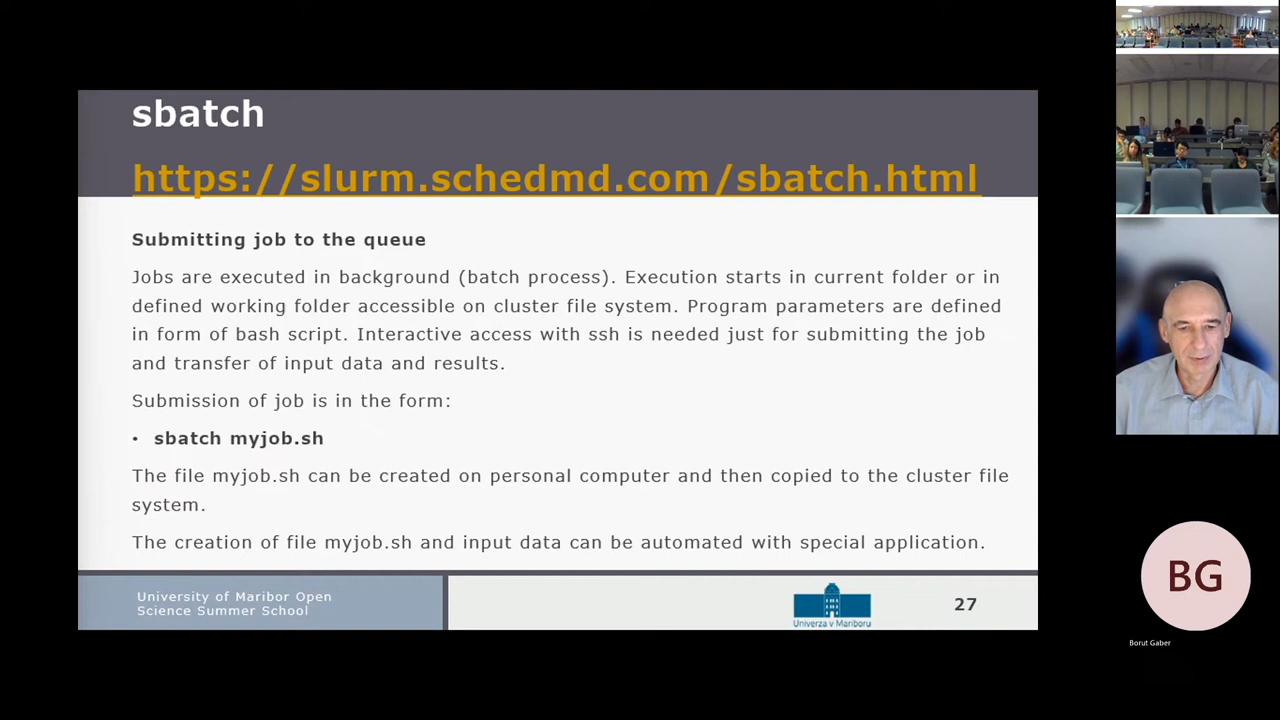 sbatch
https://slurm.schedmd.com/sbatch.html
Submitting job to the queue
Jobs are executed in background (batch process). Execution starts in current folder or in
defined working folder accessible on cluster file system. Program parameters are defined
in form of bash script. Interactive access with ssh is needed just for submitting the job
and transfer of input data and results.
Submission of job is in the form:
• sbatch myjob.sh
The file myjob.sh can be created on personal computer and then copied to the cluster file
system.
The creation of file myjob.sh and input data can be automated with special application.
University of Maribor Open
Science Summer School
Univerza v Mariboru
27
BG
Borut Gaber